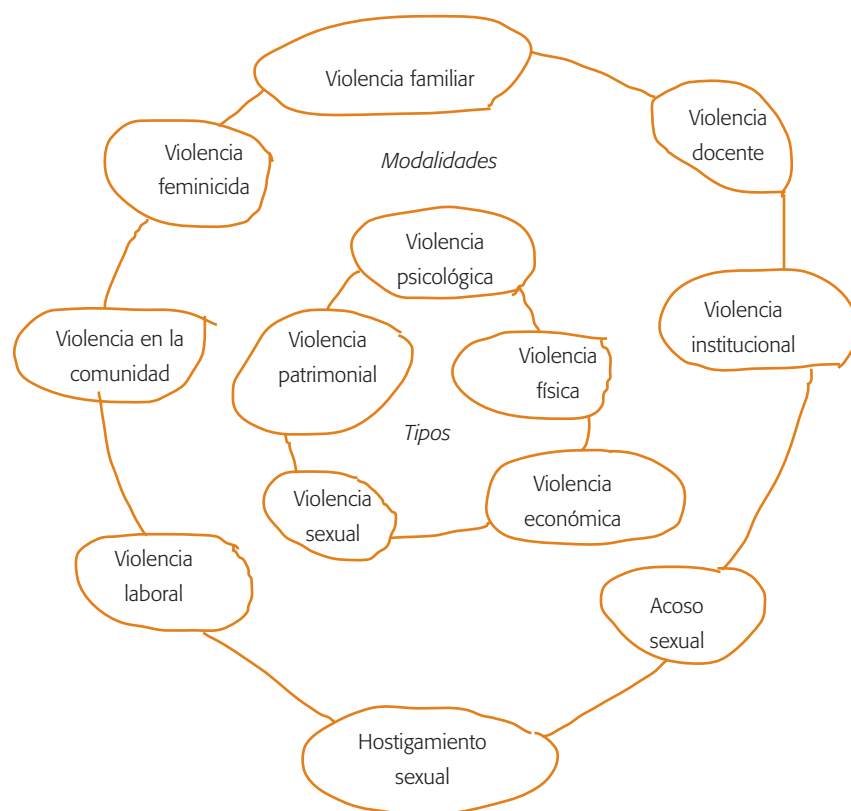 Violencia familiar
Violencia
docente
Violencia
feminicida
Modalidades
Violencia
psicológica
Violencia
institucional
Violencia en la
comunidad
Violencia
patrimonial
Violencia
física
Tipos
Violencia
sexual
Violencia
económica
Violencia
laboral
Acoso
sexual
Hostigamiento
sexual